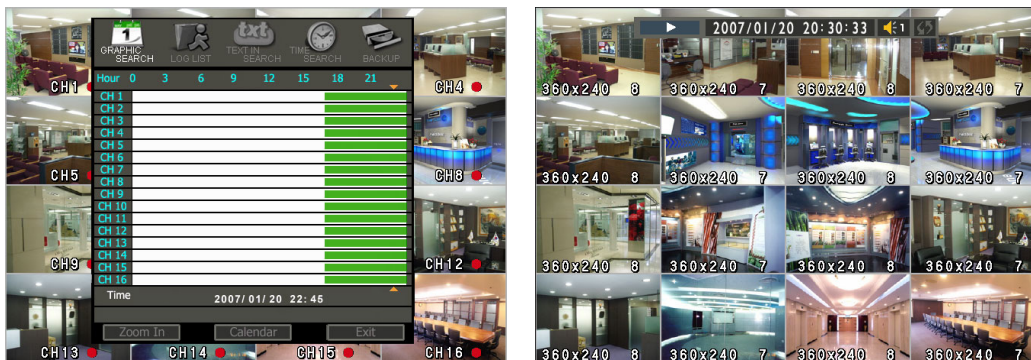 1
txt
GRAPHIC SEARCH
LOG LIST
TEXT IN SEARCH
TIME SEARCH
BACKUP
Hour 0 3 6 9 12 15 18 21
CH 1
CH 2
CH 3
CH 4
CH 5
CH 6
CH 7
CH 8
CH 9
CH 10
CH 11
CH 12
CH 13
CH 14
CH 15
CH 16
Time 2007/ 01/ 20 22: 45
Zoom In Calendar Exit
CH1 CH4
CH5 CH8
CH9 CH12
CH13 CH14 CH15 CH16
2007/01/20 20:30:33 1
360x240 8 360x240 7 360x240 8 360x240 7
360x240 8 360x240 7 360x240 8 360x240 7
360x240 8 360x240 7 360x240 8 360x240 7
360x240 8 360x240 7 360x240 8 360x240 7